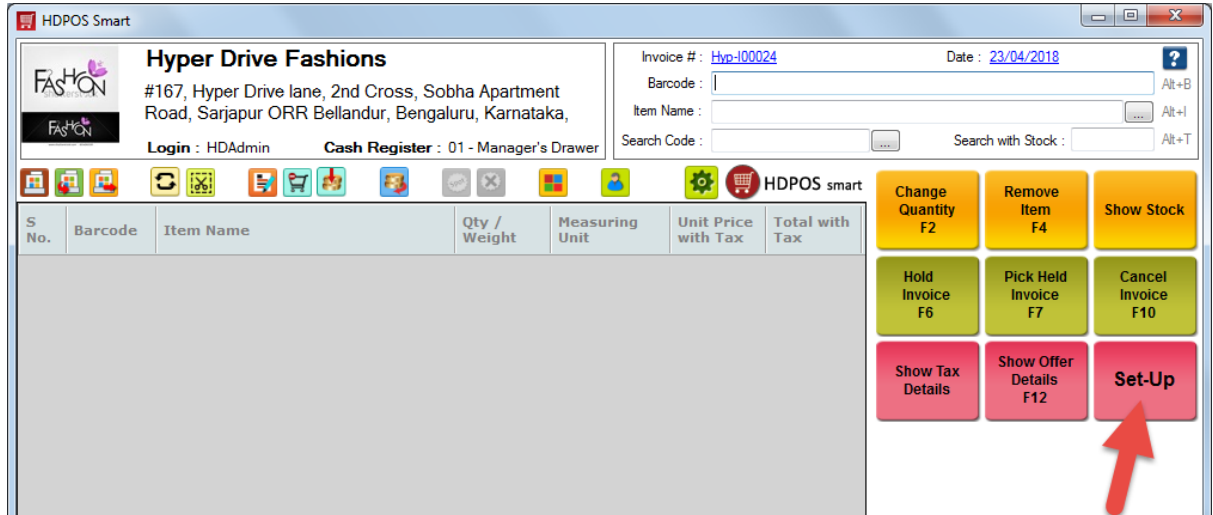 HDPOS Smart
FASHION
FASHION
Hyper Drive Fashions
#167, Hyper Drive lane, 2nd Cross, Sobha Apartment
Road, Sarjapur ORR Bellandur, Bengaluru, Karnataka,
Login : HDAdmin Cash Register : 01 - Manager's Drawer
Invoice # : Hyp-I00024 Date : 23/04/2018 ?
Barcode : Alt+B
Item Name : ... Alt+I
Search Code : ... Search with Stock : Alt+T
HDPOS smart
S No. Barcode Item Name Qty / Weight Measuring Unit Unit Price with Tax Total with Tax
Change
Quantity
F2
Remove
Item
F4
Show Stock
Hold
Invoice
F6
Pick Held
Invoice
F7
Cancel
Invoice
F10
Show Tax
Details
Show Offer
Details
F12
Set-Up